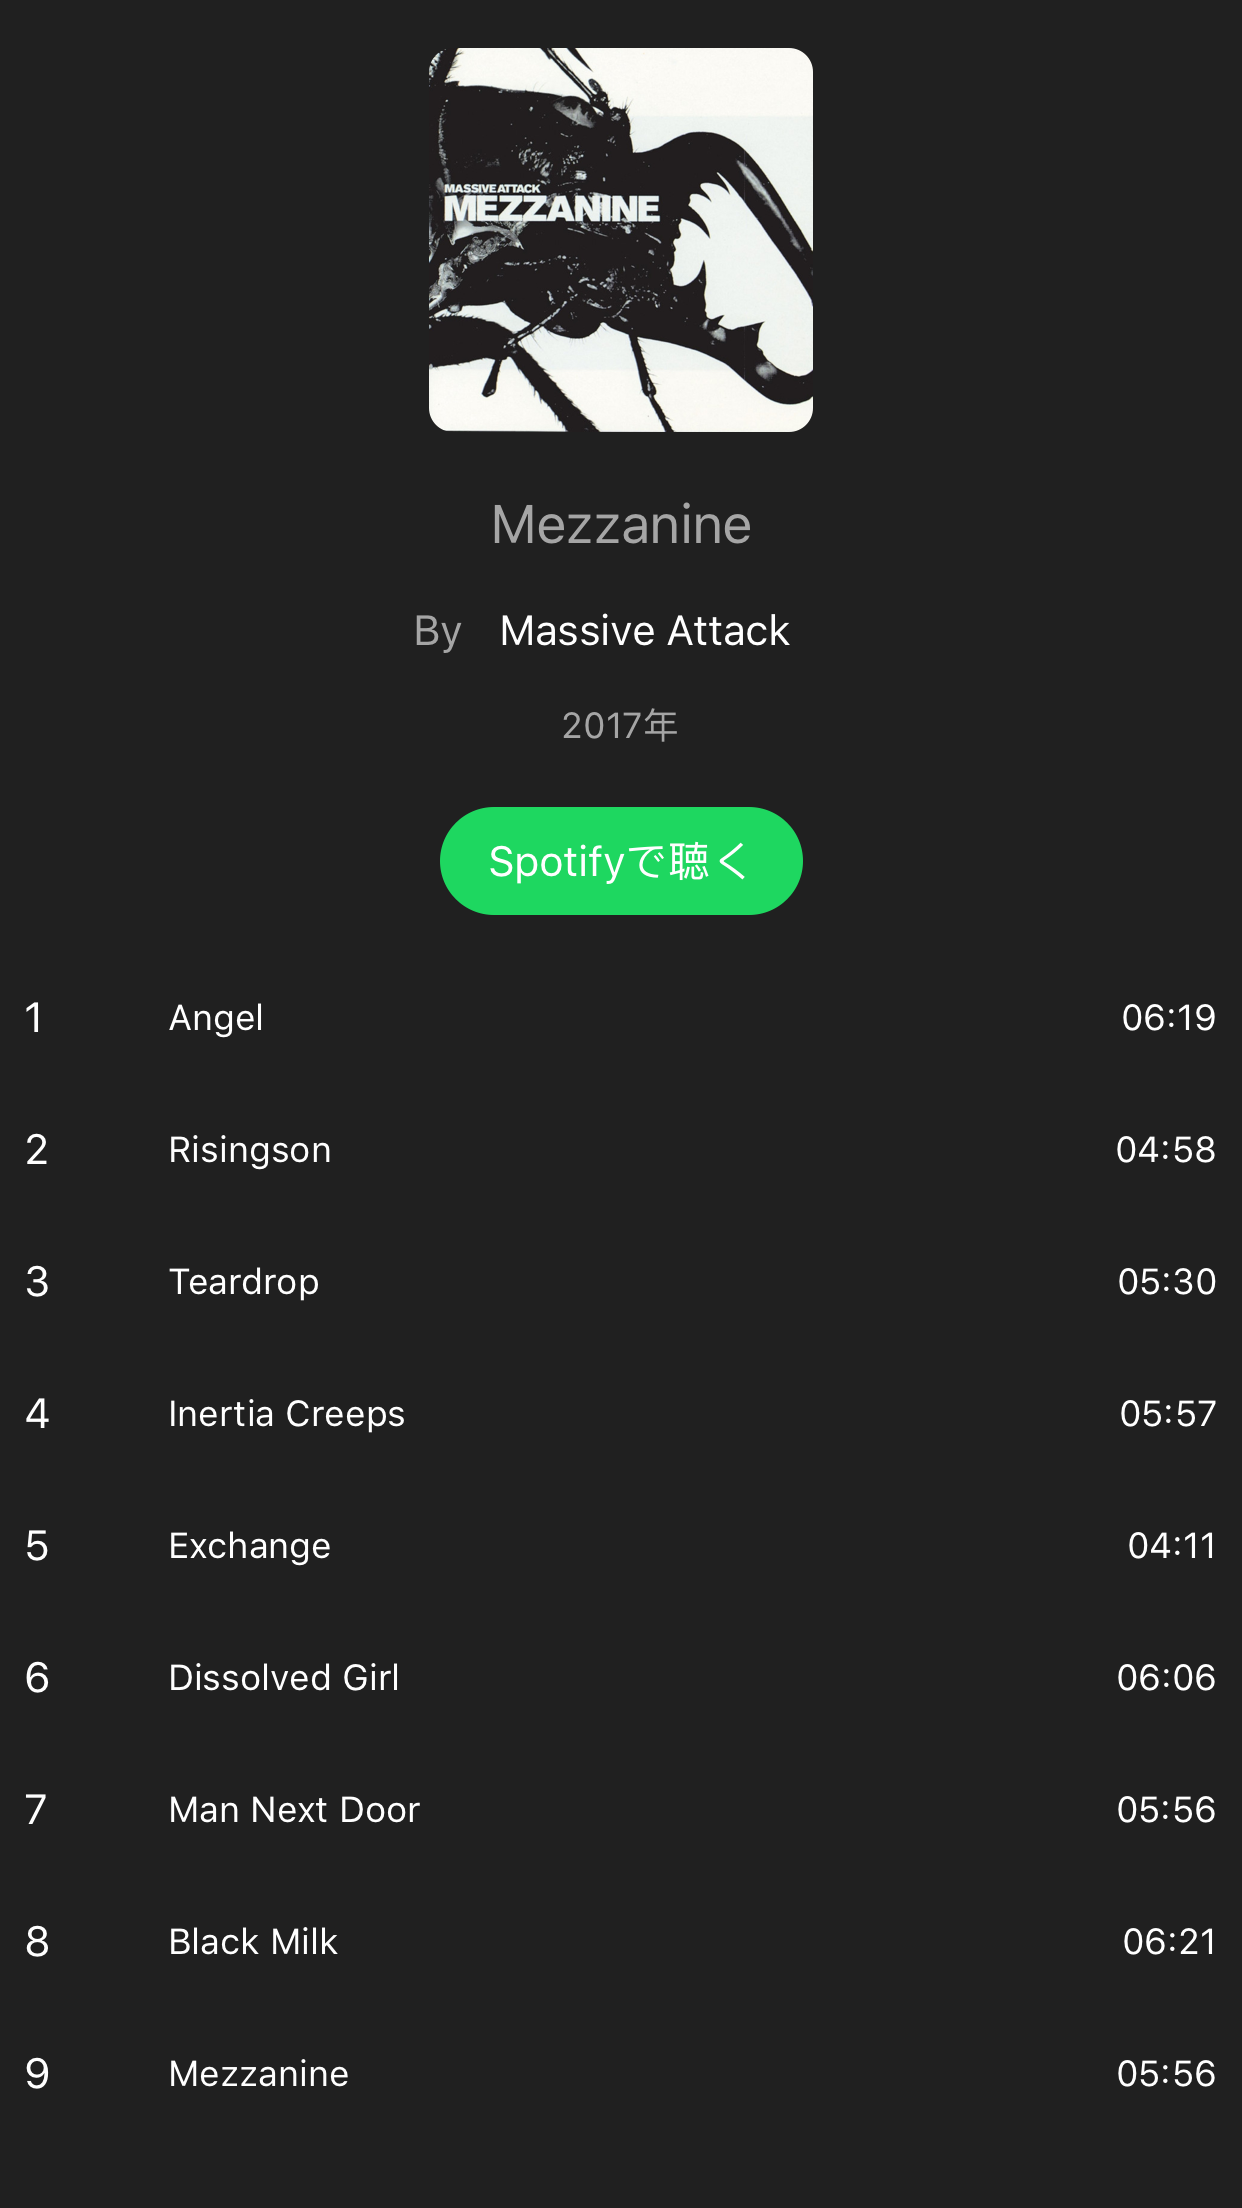 MASSIVE ATTACK
MEZZANINE
Mezzanine
By Massive Attack
2017年
Spotifyで聴く
1 Angel 06:19
2 Risingson 04:58
3 Teardrop 05:30
4 Inertia Creeps 05:57
5 Exchange 04:11
6 Dissolved Girl 06:06
7 Man Next Door 05:56
8 Black Milk 06:21
9 Mezzanine 05:56